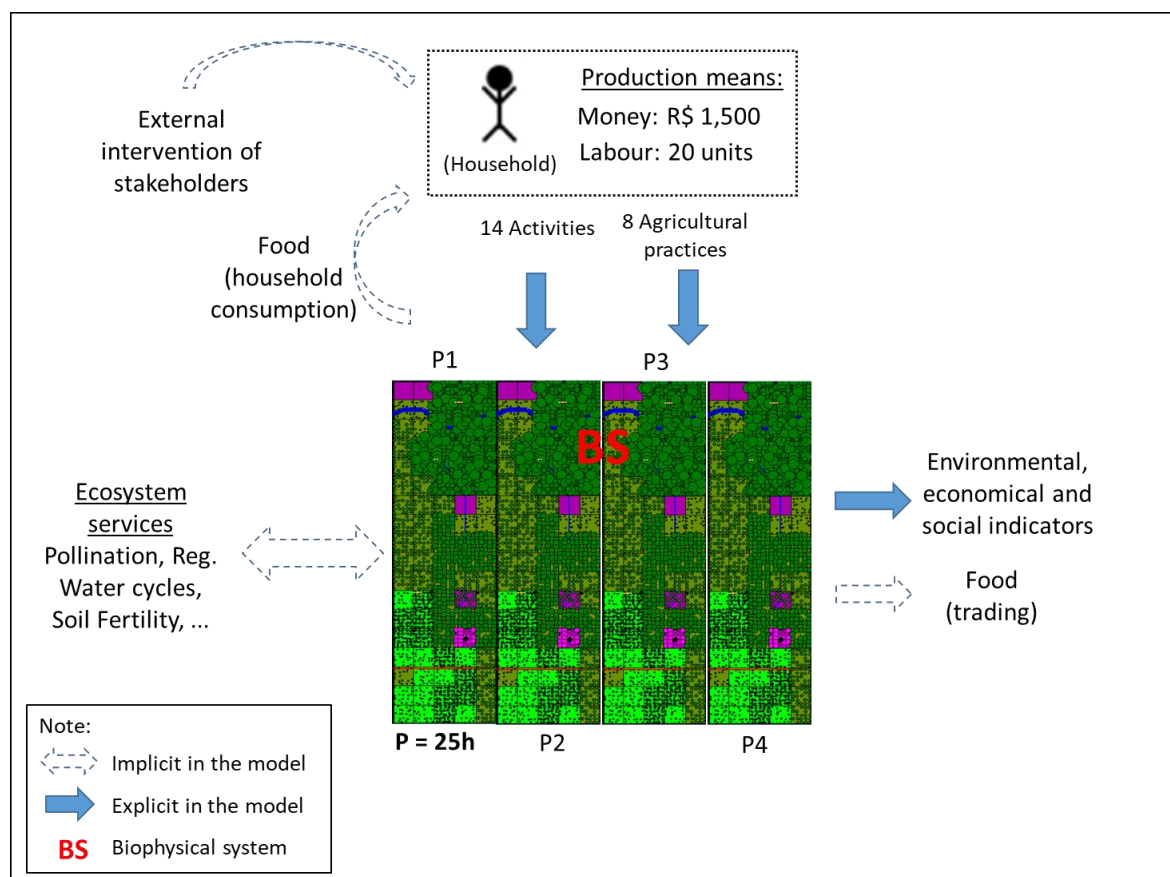 External
intervention of
stakeholders
Production means:
Money: R$ 1,500
Labour: 20 units
(Household)
14 Activities
8 Agricultural
practices
Food
(household
consumption)
P1
P3
BS
Ecosystem
services
Pollination, Reg.
Water cycles,
Soil Fertility, ...
Environmental,
economical and
social indicators
Food
(trading)
P = 25h
P2
P4
Note:
Implicit in the model
Explicit in the model
BS Biophysical system